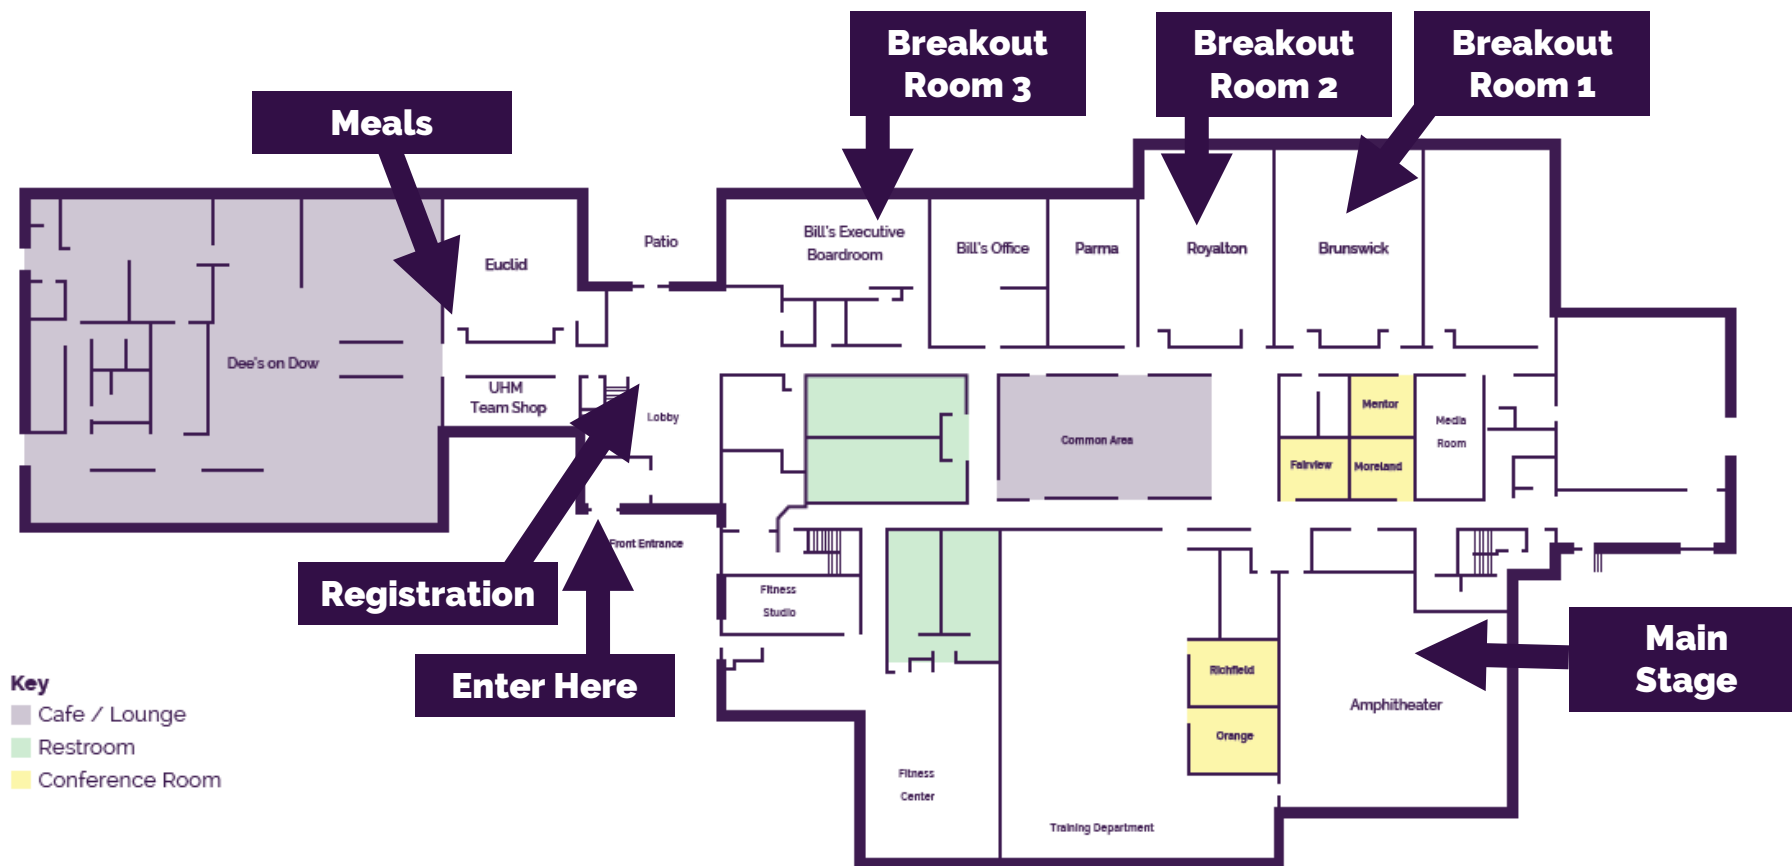 Breakout
Room 3
Breakout
Room 2
Breakout
Room 1
Meals
Patio
Bill's Executive
Boardroom
Bill's Office
Parma
Royalton
Brunswick
Euclid
Dee's on Dow
UHM
Team Shop
Lobby
Common Area
Mentor
Media
Room
Fairview
Moreland
Front Entrance
Registration
Fitness
Studio
Enter Here
Main
Stage
Richfield
Orange
Amphitheater
Fitness
Center
Training Department
Key
Cafe / Lounge
Restroom
Conference Room